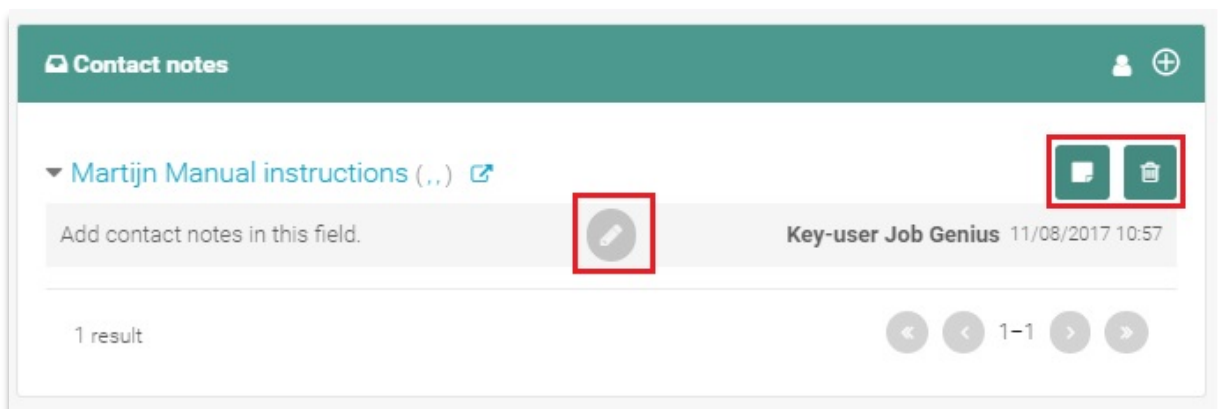 Contact notes
Martijn Manual instructions (,,)
Add contact notes in this field. Key-user Job Genius 11/08/2017 10:57
1 result 1–1